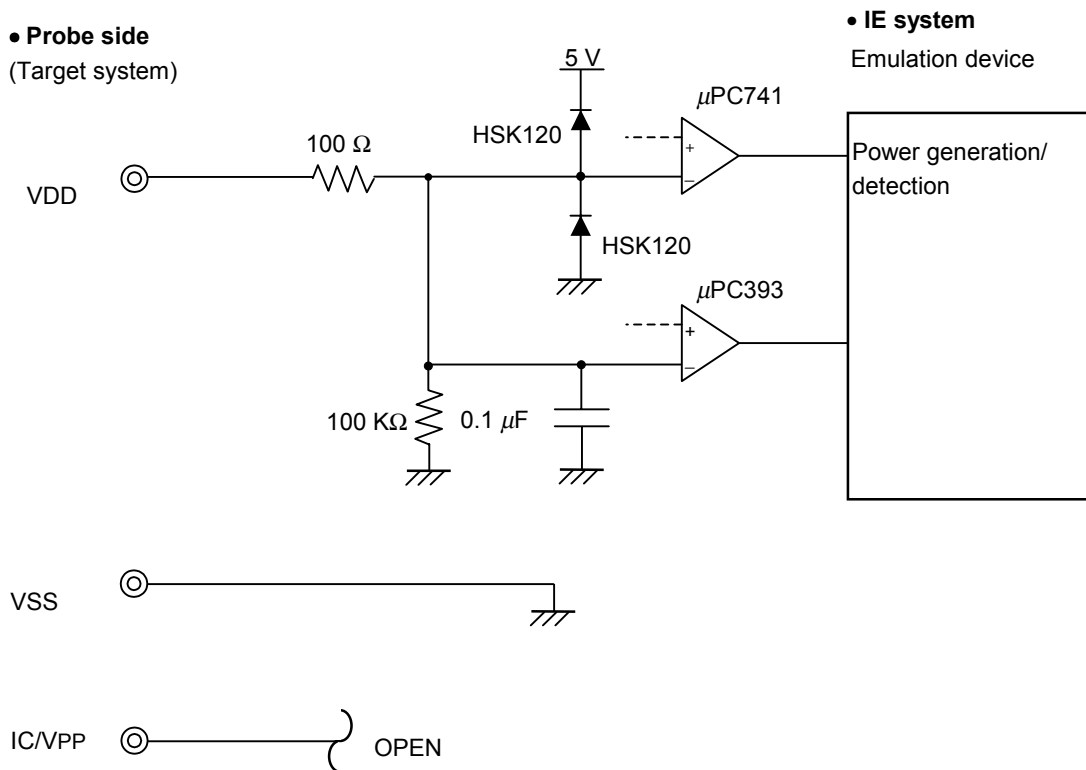 • Probe side
(Target system)
• IE system
Emulation device
5 V
μPC741
HSK120
100 Ω
+
−
Power generation/
detection
VDD
HSK120
μPC393
+
−
100 KΩ
0.1 μF
VSS
IC/VPP
OPEN